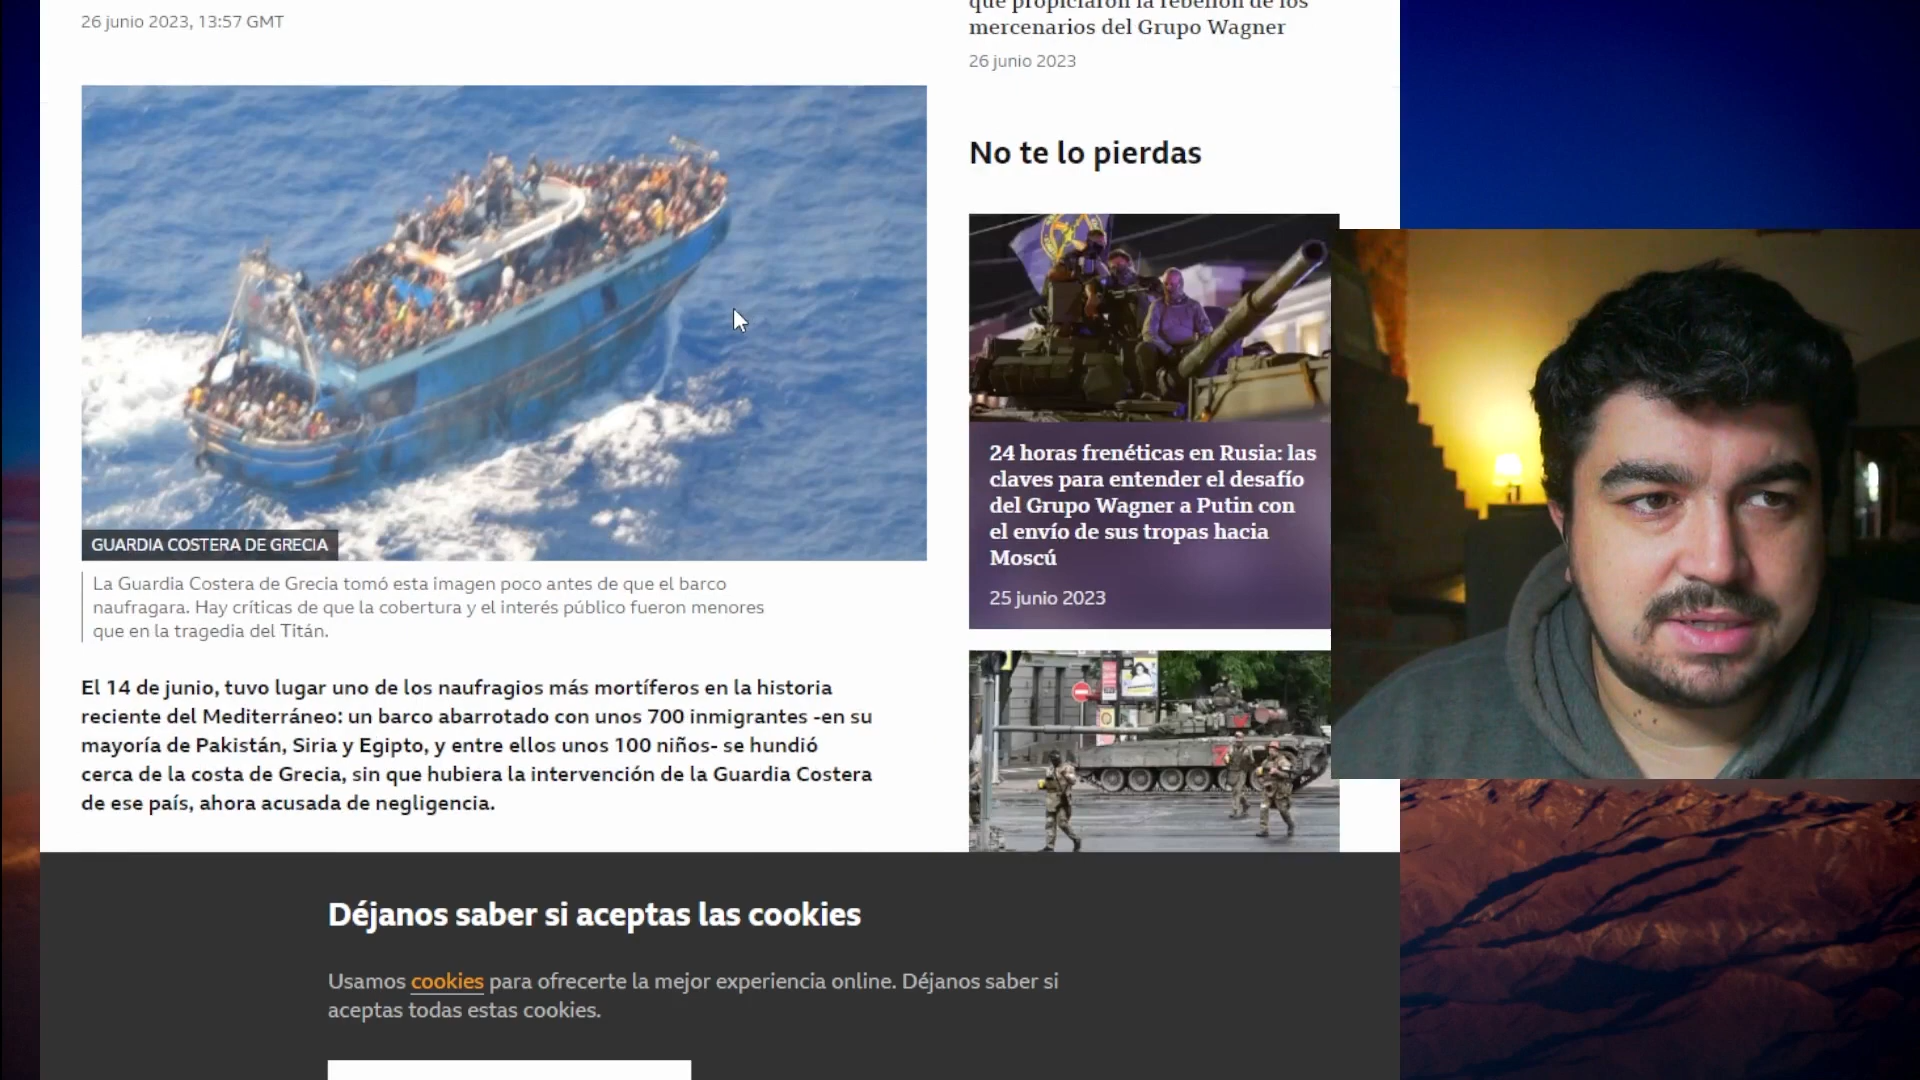 26 junio 2023, 13:57 GMT
que propiciaron la rebelión de los
mercenarios del Grupo Wagner
26 junio 2023
No te lo pierdas
GUARDIA COSTERA DE GRECIA
La Guardia Costera de Grecia tomó esta imagen poco antes de que el barco
naufragara. Hay críticas de que la cobertura y el interés público fueron menores
que en la tragedia del Titán.
El 14 de junio, tuvo lugar uno de los naufragios más mortíferos en la historia
reciente del Mediterráneo: un barco abarrotado con unos 700 inmigrantes -en su
mayoría de Pakistán, Siria y Egipto, y entre ellos unos 100 niños- se hundió
cerca de la costa de Grecia, sin que hubiera la intervención de la Guardia Costera
de ese país, ahora acusada de negligencia.
24 horas frenéticas en Rusia: las
claves para entender el desafío
del Grupo Wagner a Putin con
el envío de sus tropas hacia
Moscú
25 junio 2023
Déjanos saber si aceptas las cookies
Usamos cookies para ofrecerte la mejor experiencia online. Déjanos saber si
aceptas todas estas cookies.